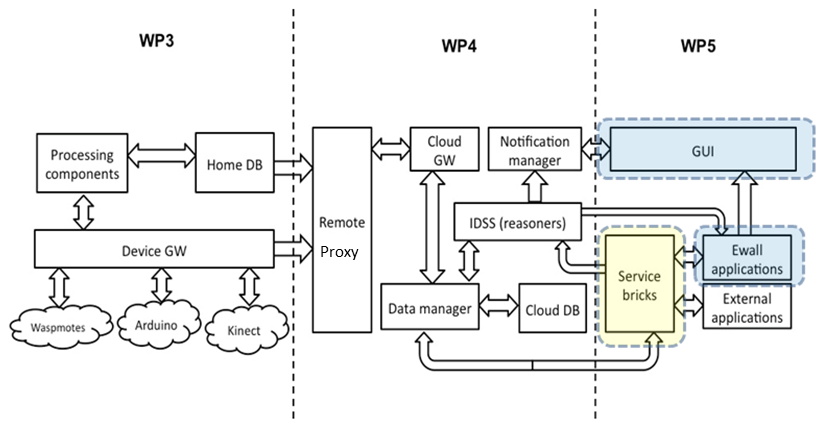 WP3
WP4
WP5
Processing
components
Home DB
Device GW
Waspmotes
Arduino
Kinect
Remote
Proxy
Cloud
GW
Notification
manager
IDSS (reasoners)
Data manager
Cloud DB
GUI
Service
bricks
Ewall
applications
External
applications